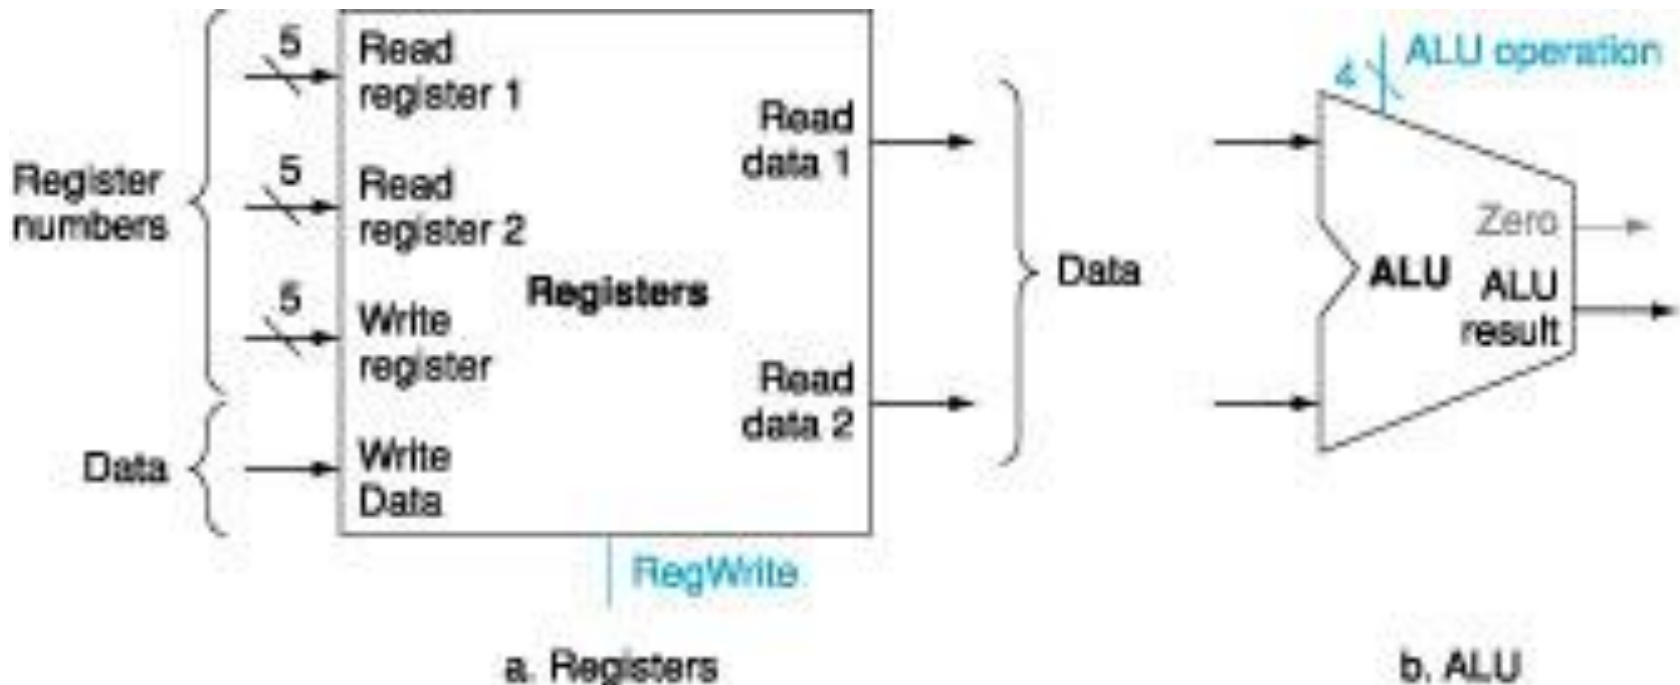 Register
numbers
Data
5
Read
register 1
5
Read
register 2
5
Write
register
Write
Data
Registers
Read
data 1
Read
data 2
RegWrite
Data
a. Registers
4
ALU operation
Zero
ALU
ALU
result
b. ALU